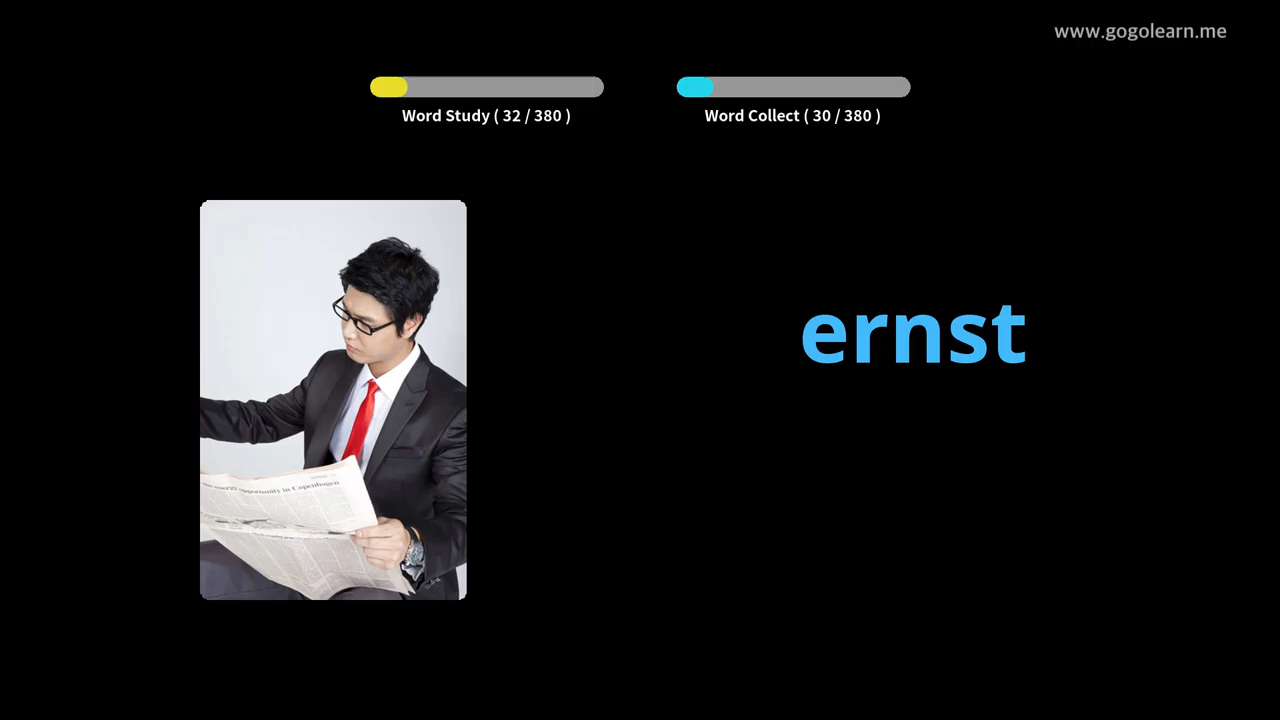 www.gogolearn.me
Word Study ( 32 / 380 )
Word Collect ( 30 / 380 )
ernst
opportunity in Copenhagen